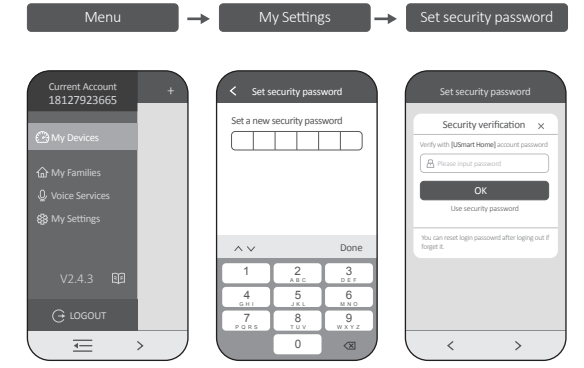 Menu
My Settings
Set security password
Current Account
18127923665
+
My Devices
My Families
Voice Services
My Settings
V2.4.3
LOGOUT
Set security password
Set a new security password
Done
1
2
ABC
3
DEF
4
GHI
5
JKL
6
MNO
7
PQRS
8
TUV
9
WXYZ
0
Set security password
Security verification ×
Verify with [USmart Home] account password
Please input password
OK
Use security password
You can reset login passowrd after loging out if
forget it.